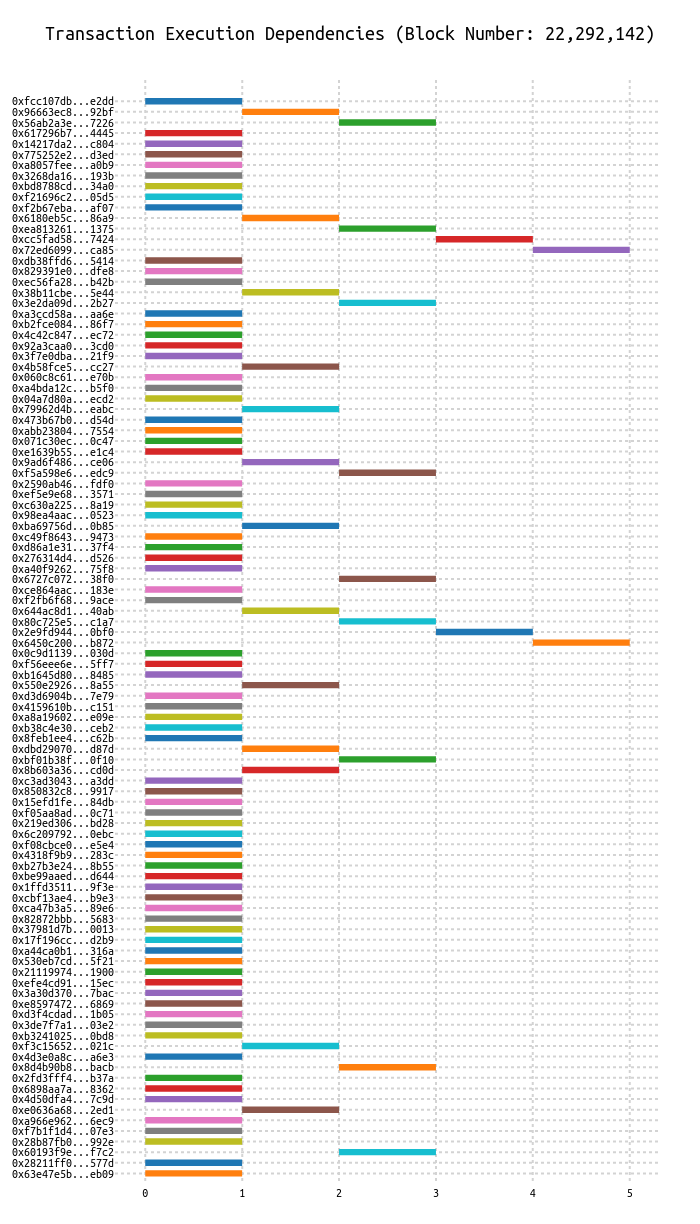 Transaction Execution Dependencies (Block Number: 22,292,142)
0xfcc107db...e2dd
0x96663ec8...92bf
0x56ab2a3e...7226
0x617296b7...4445
0x14217da2...c804
0x775252e2...d3ed
0xa8057fee...a0b9
0x3268da16...193b
0xbd8788cd...34a0
0xf21696c2...05d5
0xf2b67eba...af07
0x6180eb5c...86a9
0xea813261...1375
0xcc5fad58...7424
0x72ed6099...ca85
0xdb38ffd6...5414
0x829391e0...dfe8
0xec56fa28...b42b
0x38b11cbe...5e44
0x3e2da09d...2b27
0xa3ccd58a...aa6e
0xb2fce084...86f7
0x4c42c847...ec72
0x92a3caa0...3cd0
0x3f7e0dba...21f9
0x4b58fce5...cc27
0x060c8c61...e70b
0xa4bda12c...b5f0
0x04a7d80a...ecd2
0x79962d4b...eabc
0x473b67b0...d54d
0xabb23804...7554
0x071c30ec...0c47
0xe1639b55...e1c4
0x9ad6f486...ce06
0xf5a598e6...edc9
0x2590ab46...fdf0
0xef5e9e68...3571
0xc630a225...8a19
0x98ea4aac...0523
0xba69756d...0b85
0xc49f8643...9473
0xd86a1e31...37f4
0x276314d4...d526
0xa40f9262...75f8
0x6727c072...38f0
0xce864aac...183e
0xf2fb6f68...9ace
0x644ac8d1...40ab
0x80c725e5...c1a7
0x2e9fd944...0bf0
0x6450c200...b872
0x0c9d1139...030d
0xf56eee6e...5ff7
0xb1645d80...8485
0x550e2926...8a55
0xd3d6904b...7e79
0x4159610b...c151
0xa8a19602...e09e
0xb38c4e30...ceb2
0x8feb1ee4...c62b
0xdbd29070...d87d
0xbf01b38f...0f10
0x8b603a36...cd0d
0xc3ad3043...a3dd
0x850832c8...9917
0x15efd1fe...84db
0xf05aa8ad...0c71
0x219ed306...bd28
0x6c209792...0ebc
0xf08cbce0...e5e4
0x4318f9b9...283c
0xb27b3e24...8b55
0xbe99aaed...d644
0x1ffd3511...9f3e
0xcbf13ae4...b9e3
0xca47b3a5...89e6
0x82872bbb...5683
0x37981d7b...0013
0x17f196cc...d2b9
0xa44ca0b1...316a
0x530eb7cd...5f21
0x21119974...1900
0xefe4cd91...15ec
0x3a30d370...7bac
0xe8597472...6869
0xd3f4cdad...1b05
0x3de7f7a1...03e2
0xb3241025...0bd8
0xf3c15652...021c
0x4d3e0a8c...a6e3
0x8d4b90b8...bacb
0x2fd3fff4...b37a
0x6898aa7a...8362
0x4d50dfa4...7c9d
0xe0636a68...2ed1
0xa966e962...6ec9
0xf7b1f1d4...07e3
0x28b87fb0...992e
0x60193f9e...f7c2
0x28211ff0...577d
0x63e47e5b...eb09
0 1 2 3 4 5